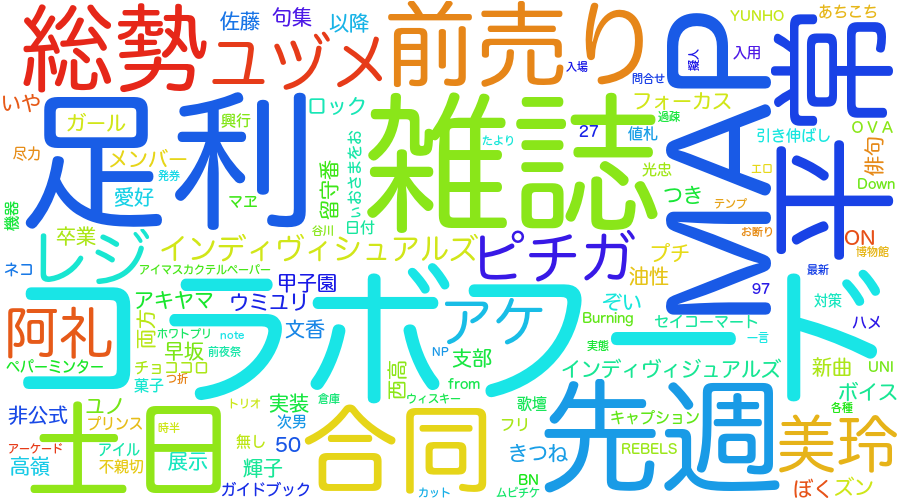 総勢
佐藤
句集
以降
ユヅメ
前売り
入場
問合せ
擬人
YUNHO
入用
あちこち
平常
MAP
いや
足利
ガール
尽力
メンバー
発券
愛好
興行
マヱ
機器
ロック
留守番
いおさまをお
日付
谷川
雑誌
たより
27
フォーカス
過疎
値札
光忠
つき
引き伸ばし
エロ
テンプ
お断り
OVA
俳句
Down
ON
博物館
卒業
レジ
ネコ
インディヴィシュアルズ
アイマスカクテルペーパー
ピチガ
甲子園
プチ
油性
97
最新
コラボフード
阿礼
アキヤマ
ウミユリ
両方
ホワトプリ
note
前夜祭
文香
アケ
NP
ぞい
Burning
セイコーマート
一言
対策
ハメ
ペパーミンター
早坂
チョココロ
菓子
つ折
支部
実態
西高
from
ウィスキー
インディヴィジュアルズ
新曲
UNI
ボイス
各種
非公式
ユノ
プリンス
土日
時半
トリオ
倉庫
実装
次男
50
無し
アーケード
高嶺
アイル
不親切
展示
輝子
ガイドブック
合同
カット
歌壇
フリ
きつね
BN
ムビチケ
先週
キャプション
REBELS
美玲
ぼく
ズン